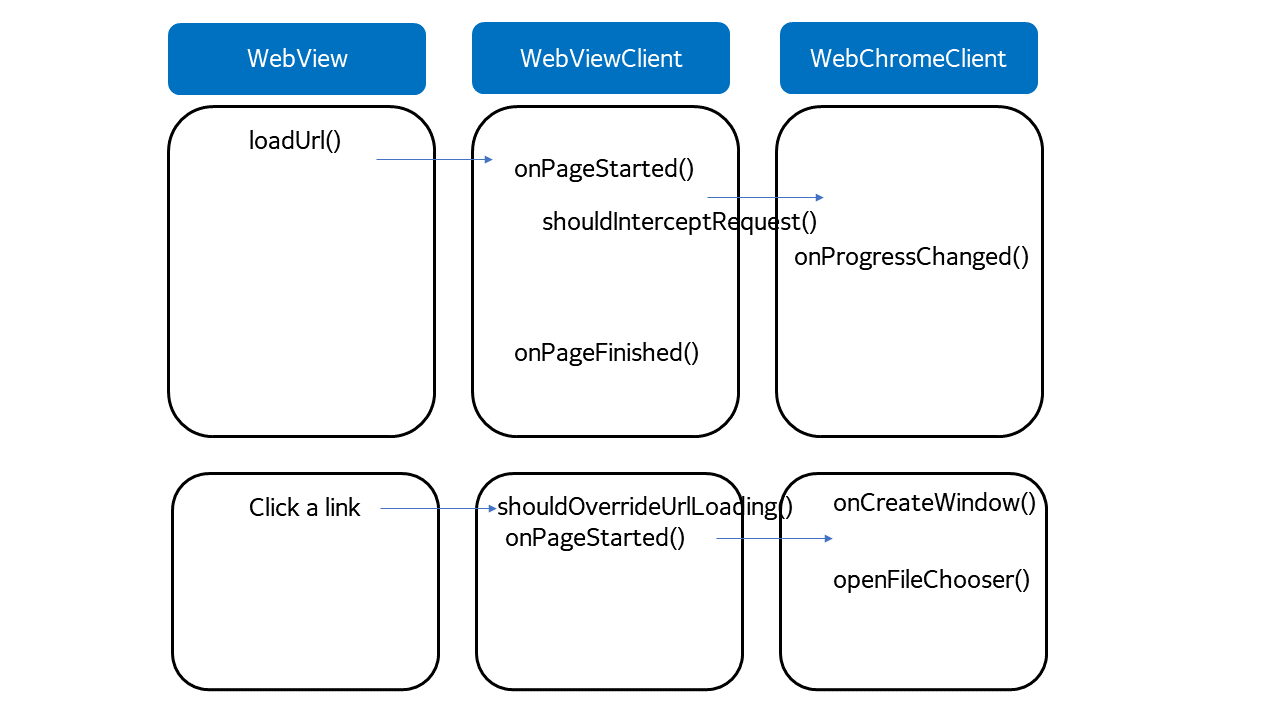 WebView
WebViewClient
WebChromeClient
loadUrl()
onPageStarted()
shouldInterceptRequest()
onProgressChanged()
onPageFinished()
Click a link
shouldOverrideUrlLoading()
onCreateWindow()
onPageStarted()
openFileChooser()